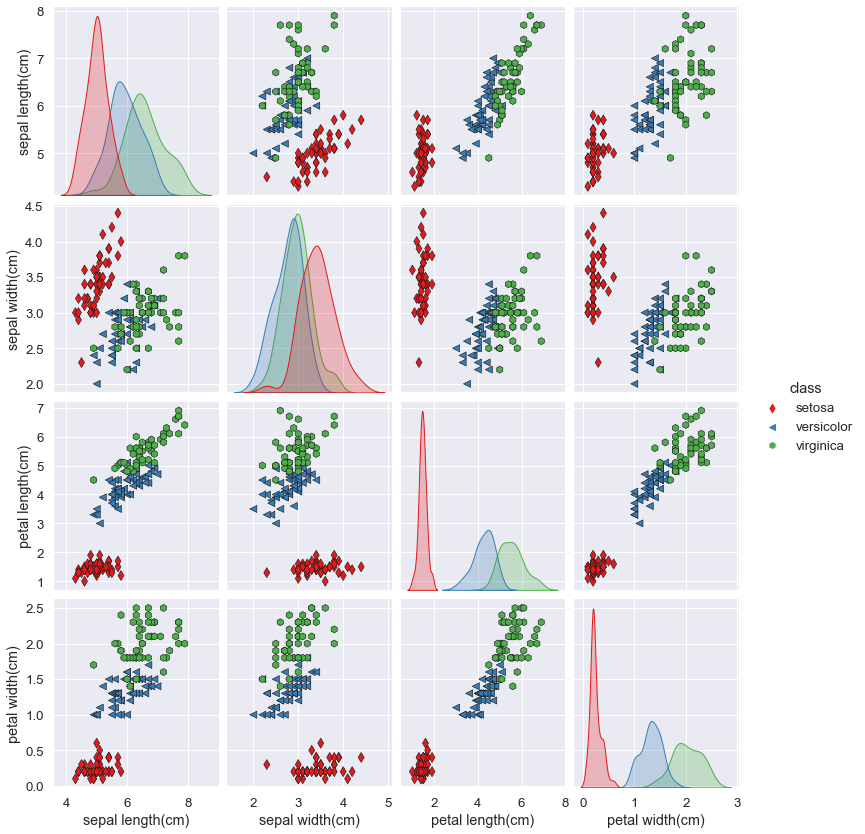 8
7
6
5
sepal length(cm)
4.5
4.0
3.5
3.0
2.5
2.0
sepal width(cm)
7
6
5
4
3
2
1
petal length(cm)
2.5
2.0
1.5
1.0
0.5
0.0
petal width(cm)
4 6 8
sepal length(cm)
2 3 4 5
sepal width(cm)
2 4 6 8
petal length(cm)
0 1 2 3
petal width(cm)
class
setosa
versicolor
virginica